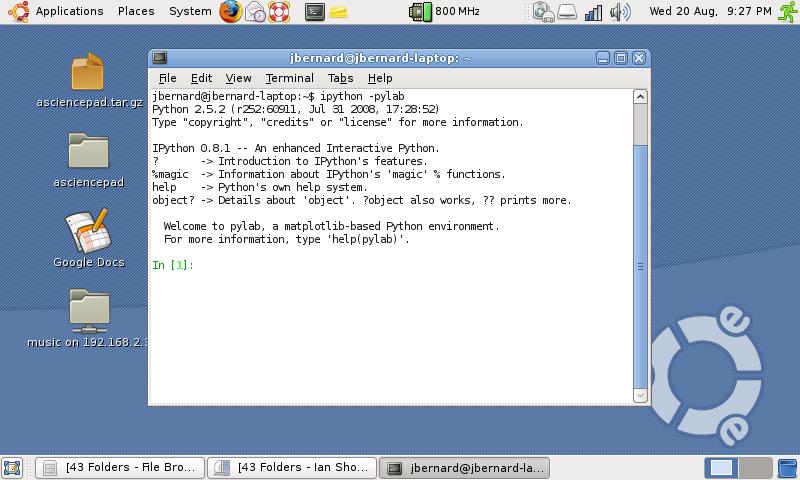 Applications Places System 800 MHz Wed 20 Aug, 9:27 PM
jbernard@jbernard-laptop: ~
File Edit View Terminal Tabs Help
jbernard@jbernard-laptop:~$ ipython -pylab
Python 2.5.2 (r252:60911, Jul 31 2008, 17:28:52)
Type "copyright", "credits" or "license" for more information.
IPython 0.8.1 -- An enhanced Interactive Python.
? -> Introduction to IPython's features.
%magic -> Information about IPython's 'magic' % functions.
help -> Python's own help system.
object? -> Details about 'object'. ?object also works, ?? prints more.
Welcome to pylab, a matplotlib-based Python environment.
For more information, type 'help(pylab)'.
In [1]:
asciencepad.tar.gz
asciencepad
Google Docs
music on 192.168.2.3
e
e
[43 Folders - File Bro...
[43 Folders - Ian Sho...
jbernard@jbernard-la...